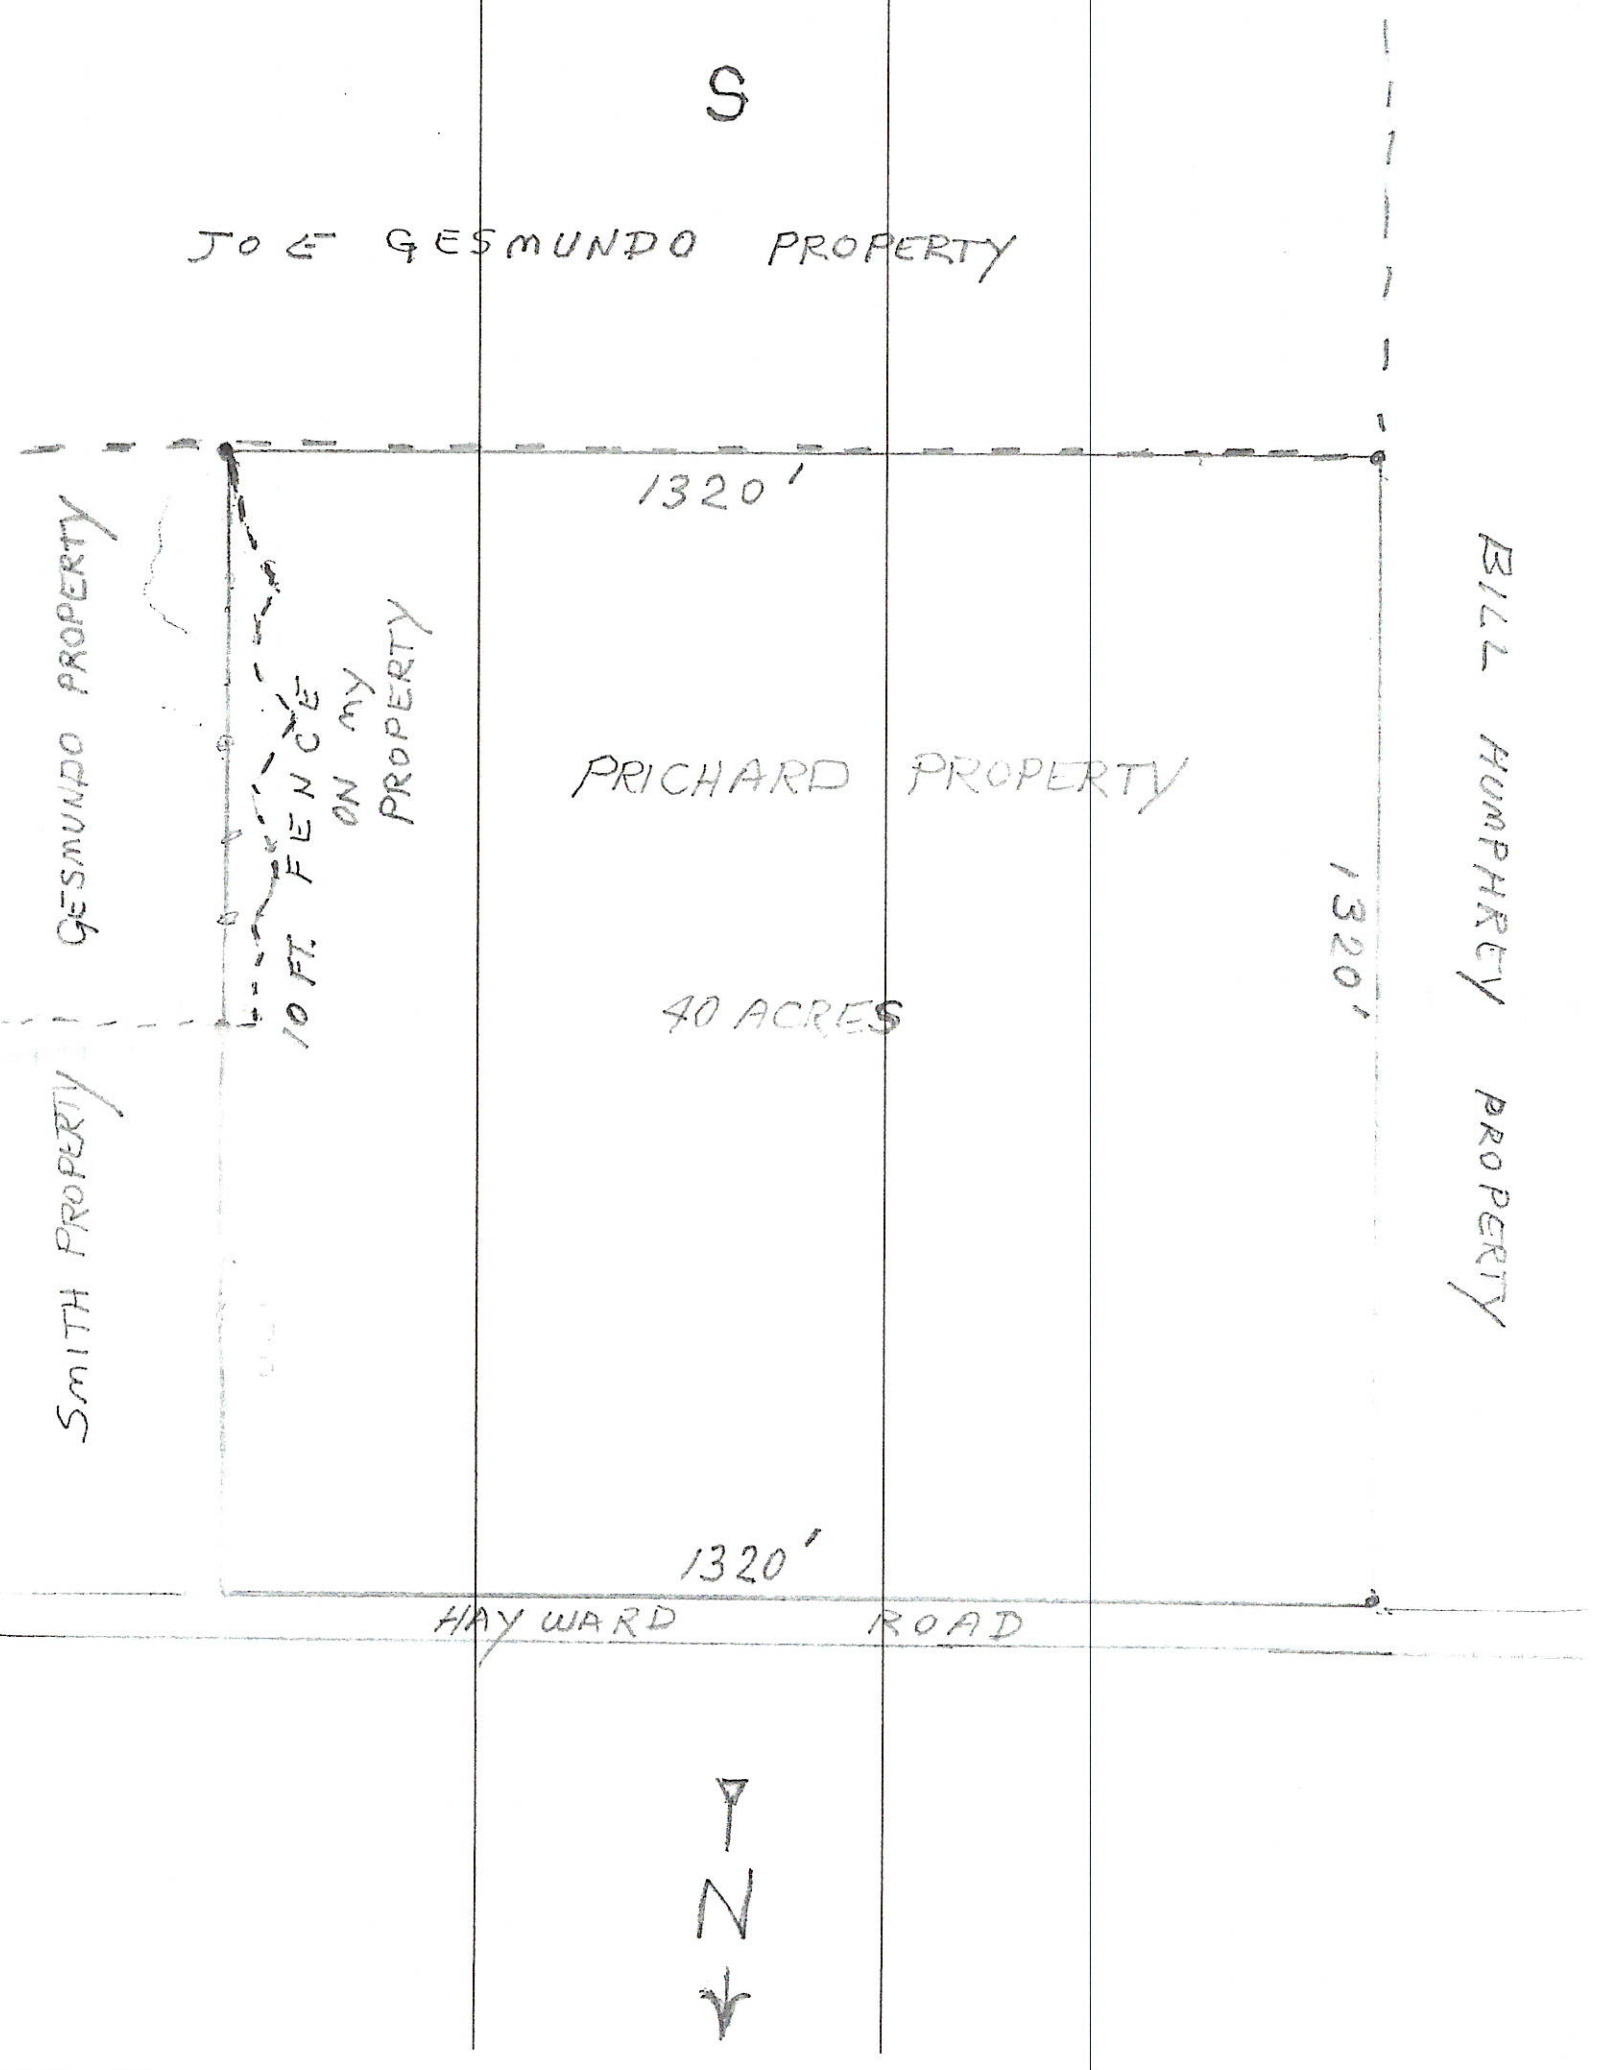 S
JOE GESMUNDO PROPERTY
1320'
GESMUNDO PROPERTY
10 FT. FENCE
ON MY
PROPERTY
PRICHARD PROPERTY
1320'
BILL HUMPHREY PROPERTY
40 ACRES
SMITH PROPERTY
1320'
HAYWARD ROAD
N